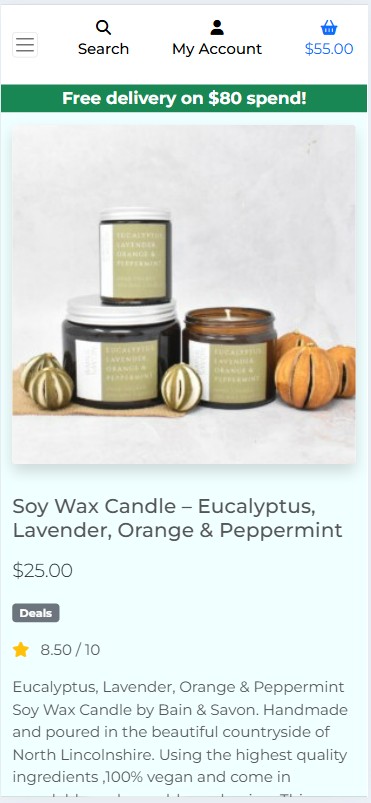 Search
My Account
$55.00
Free delivery on $80 spend!
EUCALYPTUS
LAVENDER
ORANGE &
PEPPERMINT
EUCALYPTUS
LAVENDER
ORANGE &
PEPPERMINT
EUCALYPTUS
LAVENDER
ORANGE &
PEPPERMINT
Soy Wax Candle – Eucalyptus,
Lavender, Orange & Peppermint
$25.00
Deals
8.50 / 10
Eucalyptus, Lavender, Orange & Peppermint
Soy Wax Candle by Bain & Savon. Handmade
and poured in the beautiful countryside of
North Lincolnshire. Using the highest quality
ingredients ,100% vegan and come in